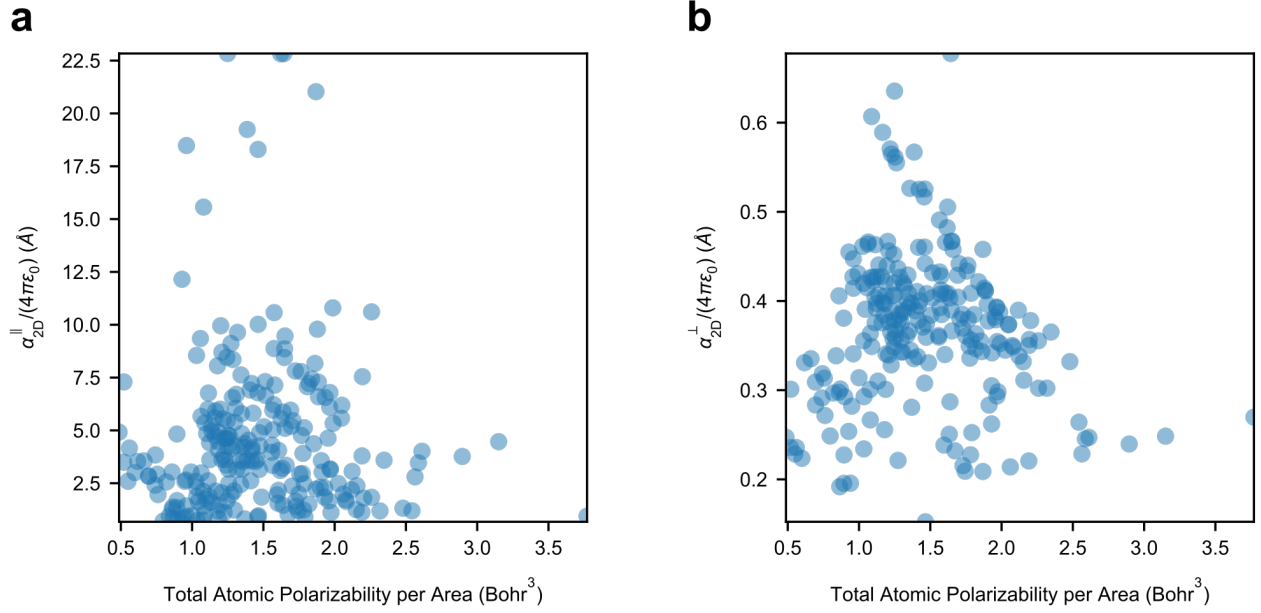 a
22.5
20.0
17.5
15.0
12.5
10.0
7.5
5.0
2.5
α∥2D/(4πε0) (Å)
0.5 1.0 1.5 2.0 2.5 3.0 3.5
Total Atomic Polarizability per Area (Bohr³)
b
0.6
0.5
0.4
0.3
0.2
α⊥2D/(4πε0) (Å)
0.5 1.0 1.5 2.0 2.5 3.0 3.5
Total Atomic Polarizability per Area (Bohr³)